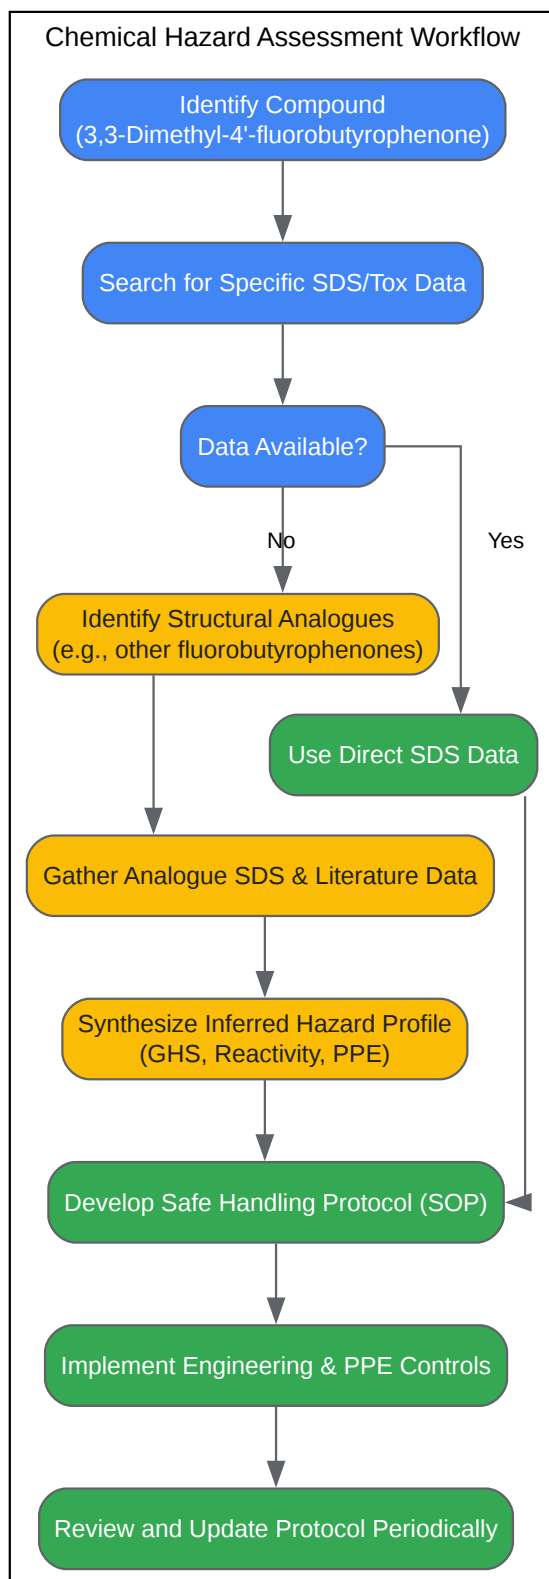 Chemical Hazard Assessment Workflow
Identify Compound
(3,3-Dimethyl-4'-fluorobutyrophenone)
Search for Specific SDS/Tox Data
Data Available?
No
Yes
Identify Structural Analogues
(e.g., other fluorobutyrophenones)
Use Direct SDS Data
Gather Analogue SDS & Literature Data
Synthesize Inferred Hazard Profile
(GHS, Reactivity, PPE)
Develop Safe Handling Protocol (SOP)
Implement Engineering & PPE Controls
Review and Update Protocol Periodically